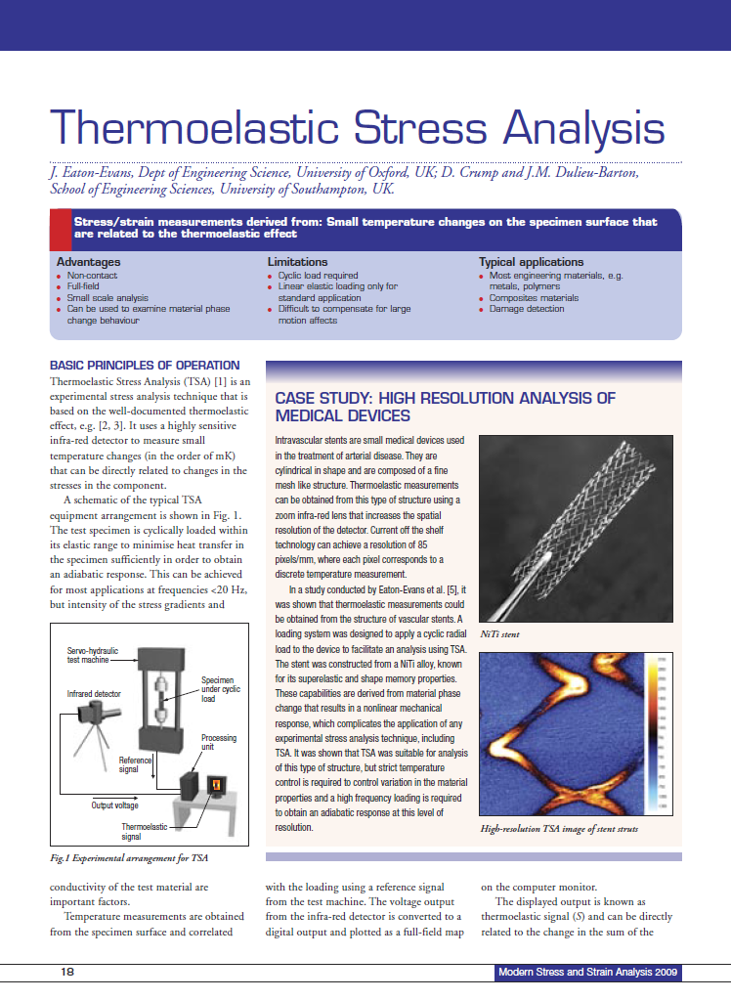 Thermoelastic Stress Analysis
J. Eaton-Evans, Dept of Engineering Science, University of Oxford, UK; D. Crump and J.M. Dulieu-Barton,
School of Engineering Sciences, University of Southampton, UK.
Stress/strain measurements derived from: Small temperature changes on the specimen surface that
are related to the thermoelastic effect
Advantages
• Non-contact
• Full-field
• Small scale analysis
• Can be used to examine material phase
change behaviour
Limitations
• Cyclic load required
• Linear elastic loading only for
standard application
• Difficult to compensate for large
motion affects
Typical applications
• Most engineering materials, e.g.
metals, polymers
• Composites materials
• Damage detection
BASIC PRINCIPLES OF OPERATION
Thermoelastic Stress Analysis (TSA) [1] is an
experimental stress analysis technique that is
based on the well-documented thermoelastic
effect, e.g. [2, 3]. It uses a highly sensitive
infra-red detector to measure small
temperature changes (in the order of mK)
that can be directly related to changes in the
stresses in the component.
A schematic of the typical TSA
equipment arrangement is shown in Fig. 1.
The test specimen is cyclically loaded within
its elastic range to minimise heat transfer in
the specimen sufficiently in order to obtain
an adiabatic response. This can be achieved
for most applications at frequencies <20 Hz,
but intensity of the stress gradients and
Servo-hydraulic
test machine
Infrared detector
Specimen
under cyclic
load
Processing
unit
Reference
signal
Output voltage
Thermoelastic
signal
Fig.1 Experimental arrangement for TSA
CASE STUDY: HIGH RESOLUTION ANALYSIS OF
MEDICAL DEVICES
Intravascular stents are small medical devices used
in the treatment of arterial disease. They are
cylindrical in shape and are composed of a fine
mesh like structure. Thermoelastic measurements
can be obtained from this type of structure using a
zoom infra-red lens that increases the spatial
resolution of the detector. Current off the shelf
technology can achieve a resolution of 85
pixels/mm, where each pixel corresponds to a
discrete temperature measurement.
In a study conducted by Eaton-Evans et al. [5], it
was shown that thermoelastic measurements could
be obtained from the structure of vascular stents. A
loading system was designed to apply a cyclic radial
load to the device to facilitate an analysis using TSA.
The stent was constructed from a NiTi alloy, known
for its superelastic and shape memory properties.
These capabilities are derived from material phase
change that results in a nonlinear mechanical
response, which complicates the application of any
experimental stress analysis technique, including
TSA. It was shown that TSA was suitable for analysis
of this type of structure, but strict temperature
control is required to control variation in the material
properties and a high frequency loading is required
to obtain an adiabatic response at this level of
resolution.
NiTi stent
High-resolution TSA image of stent struts
conductivity of the test material are
important factors.
Temperature measurements are obtained
from the specimen surface and correlated
with the loading using a reference signal
from the test machine. The voltage output
from the infra-red detector is converted to a
digital output and plotted as a full-field map
on the computer monitor.
The displayed output is known as
thermoelastic signal (S) and can be directly
related to the change in the sum of the
18
Modern Stress and Strain Analysis 2009